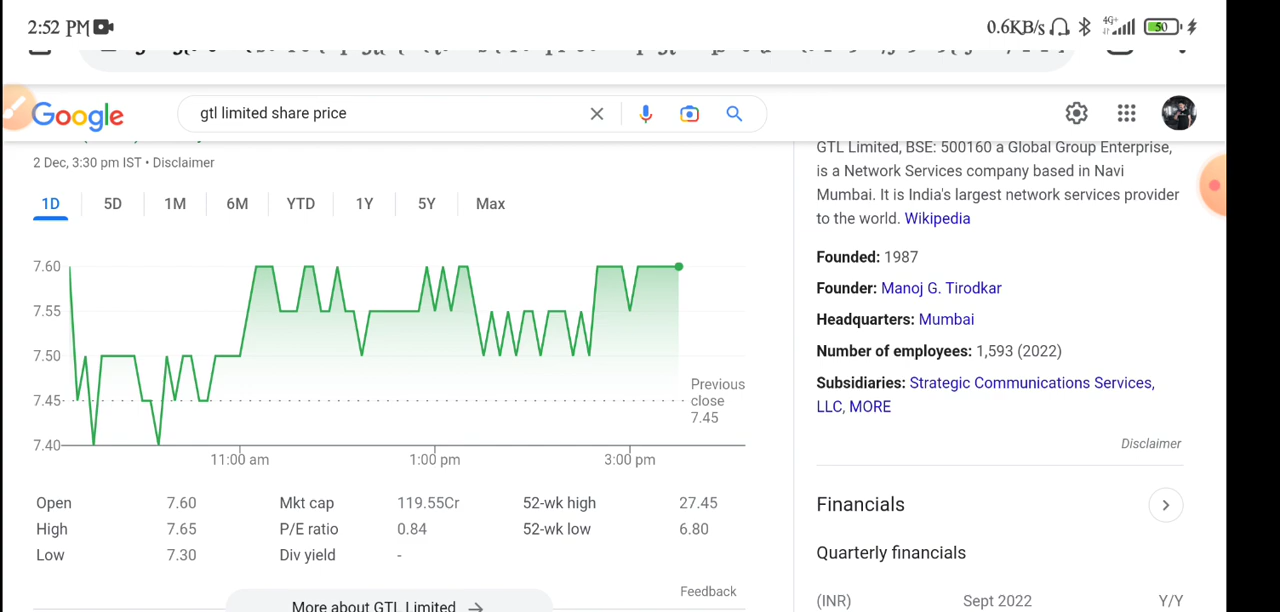 2:52 PM 0.6KB/s 4G+ 50
Google gtl limited share price
2 Dec, 3:30 pm IST • Disclaimer
1D 5D 1M 6M YTD 1Y 5Y Max
7.60
7.55
7.50
7.45
7.40
Previous
close
7.45
11:00 am 1:00 pm 3:00 pm
Open 7.60 Mkt cap 119.55Cr 52-wk high 27.45
High 7.65 P/E ratio 0.84 52-wk low 6.80
Low 7.30 Div yield -
Feedback
More about GTL Limited →
GTL Limited, BSE: 500160 a Global Group Enterprise,
is a Network Services company based in Navi
Mumbai. It is India's largest network services provider
to the world. Wikipedia
Founded: 1987
Founder: Manoj G. Tirodkar
Headquarters: Mumbai
Number of employees: 1,593 (2022)
Subsidiaries: Strategic Communications Services,
LLC, MORE
Disclaimer
Financials
Quarterly financials
(INR) Sept 2022 Y/Y